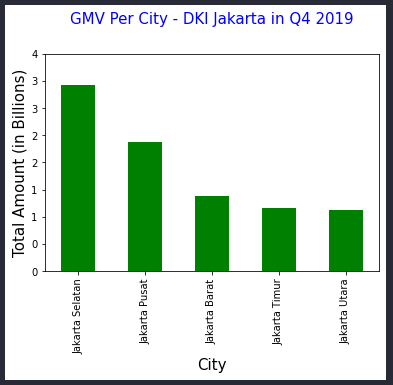 GMV Per City - DKI Jakarta in Q4 2019
Total Amount (in Billions)
4
3
3
2
2
1
1
0
0
Jakarta Selatan
Jakarta Pusat
Jakarta Barat
Jakarta Timur
Jakarta Utara
City